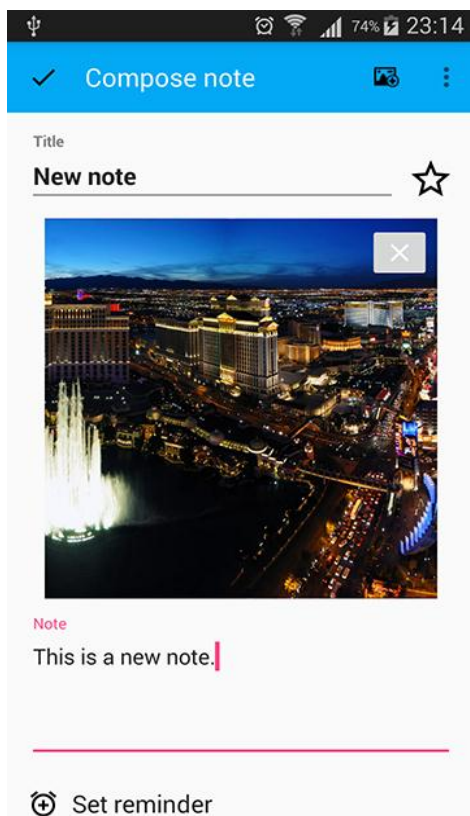 74% 23:14
Compose note
Title
New note
Note
This is a new note.
Set reminder